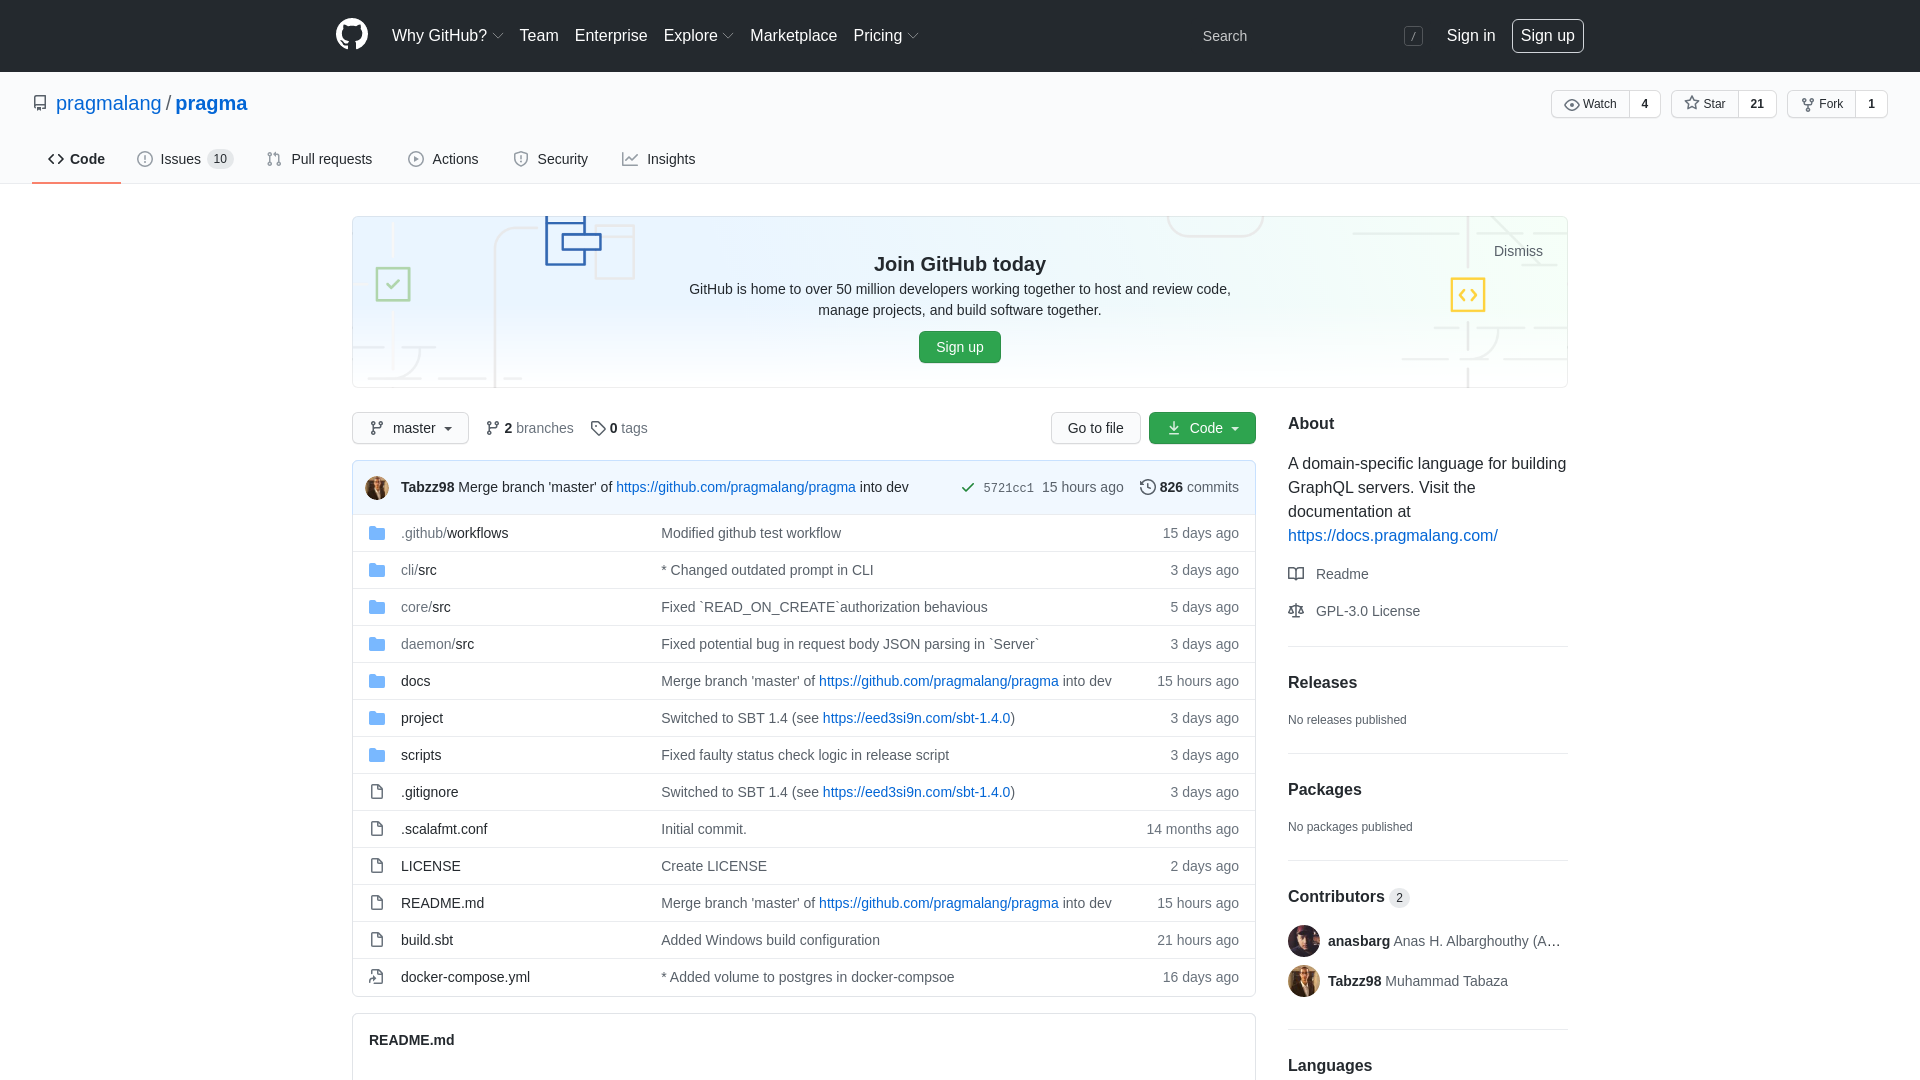 Why GitHub? Team Enterprise Explore Marketplace Pricing Search / Sign in Sign up
pragmalang / pragma Watch 4 Star 21 Fork 1
Code Issues 10 Pull requests Actions Security Insights
Dismiss
Join GitHub today
GitHub is home to over 50 million developers working together to host and review code,
manage projects, and build software together.
Sign up
master 2 branches 0 tags Go to file Code
Tabzz98 Merge branch 'master' of https://github.com/pragmalang/pragma into dev 5721cc1 15 hours ago 826 commits
.github/workflows Modified github test workflow 15 days ago
cli/src * Changed outdated prompt in CLI 3 days ago
core/src Fixed `READ_ON_CREATE`authorization behavious 5 days ago
daemon/src Fixed potential bug in request body JSON parsing in `Server` 3 days ago
docs Merge branch 'master' of https://github.com/pragmalang/pragma into dev 15 hours ago
project Switched to SBT 1.4 (see https://eed3si9n.com/sbt-1.4.0) 3 days ago
scripts Fixed faulty status check logic in release script 3 days ago
.gitignore Switched to SBT 1.4 (see https://eed3si9n.com/sbt-1.4.0) 3 days ago
.scalafmt.conf Initial commit. 14 months ago
LICENSE Create LICENSE 2 days ago
README.md Merge branch 'master' of https://github.com/pragmalang/pragma into dev 15 hours ago
build.sbt Added Windows build configuration 21 hours ago
docker-compose.yml * Added volume to postgres in docker-compsoe 16 days ago
README.md
About
A domain-specific language for building
GraphQL servers. Visit the
documentation at
https://docs.pragmalang.com/
Readme
GPL-3.0 License
Releases
No releases published
Packages
No packages published
Contributors 2
anasbarg Anas H. Albarghouthy (A…
Tabzz98 Muhammad Tabaza
Languages